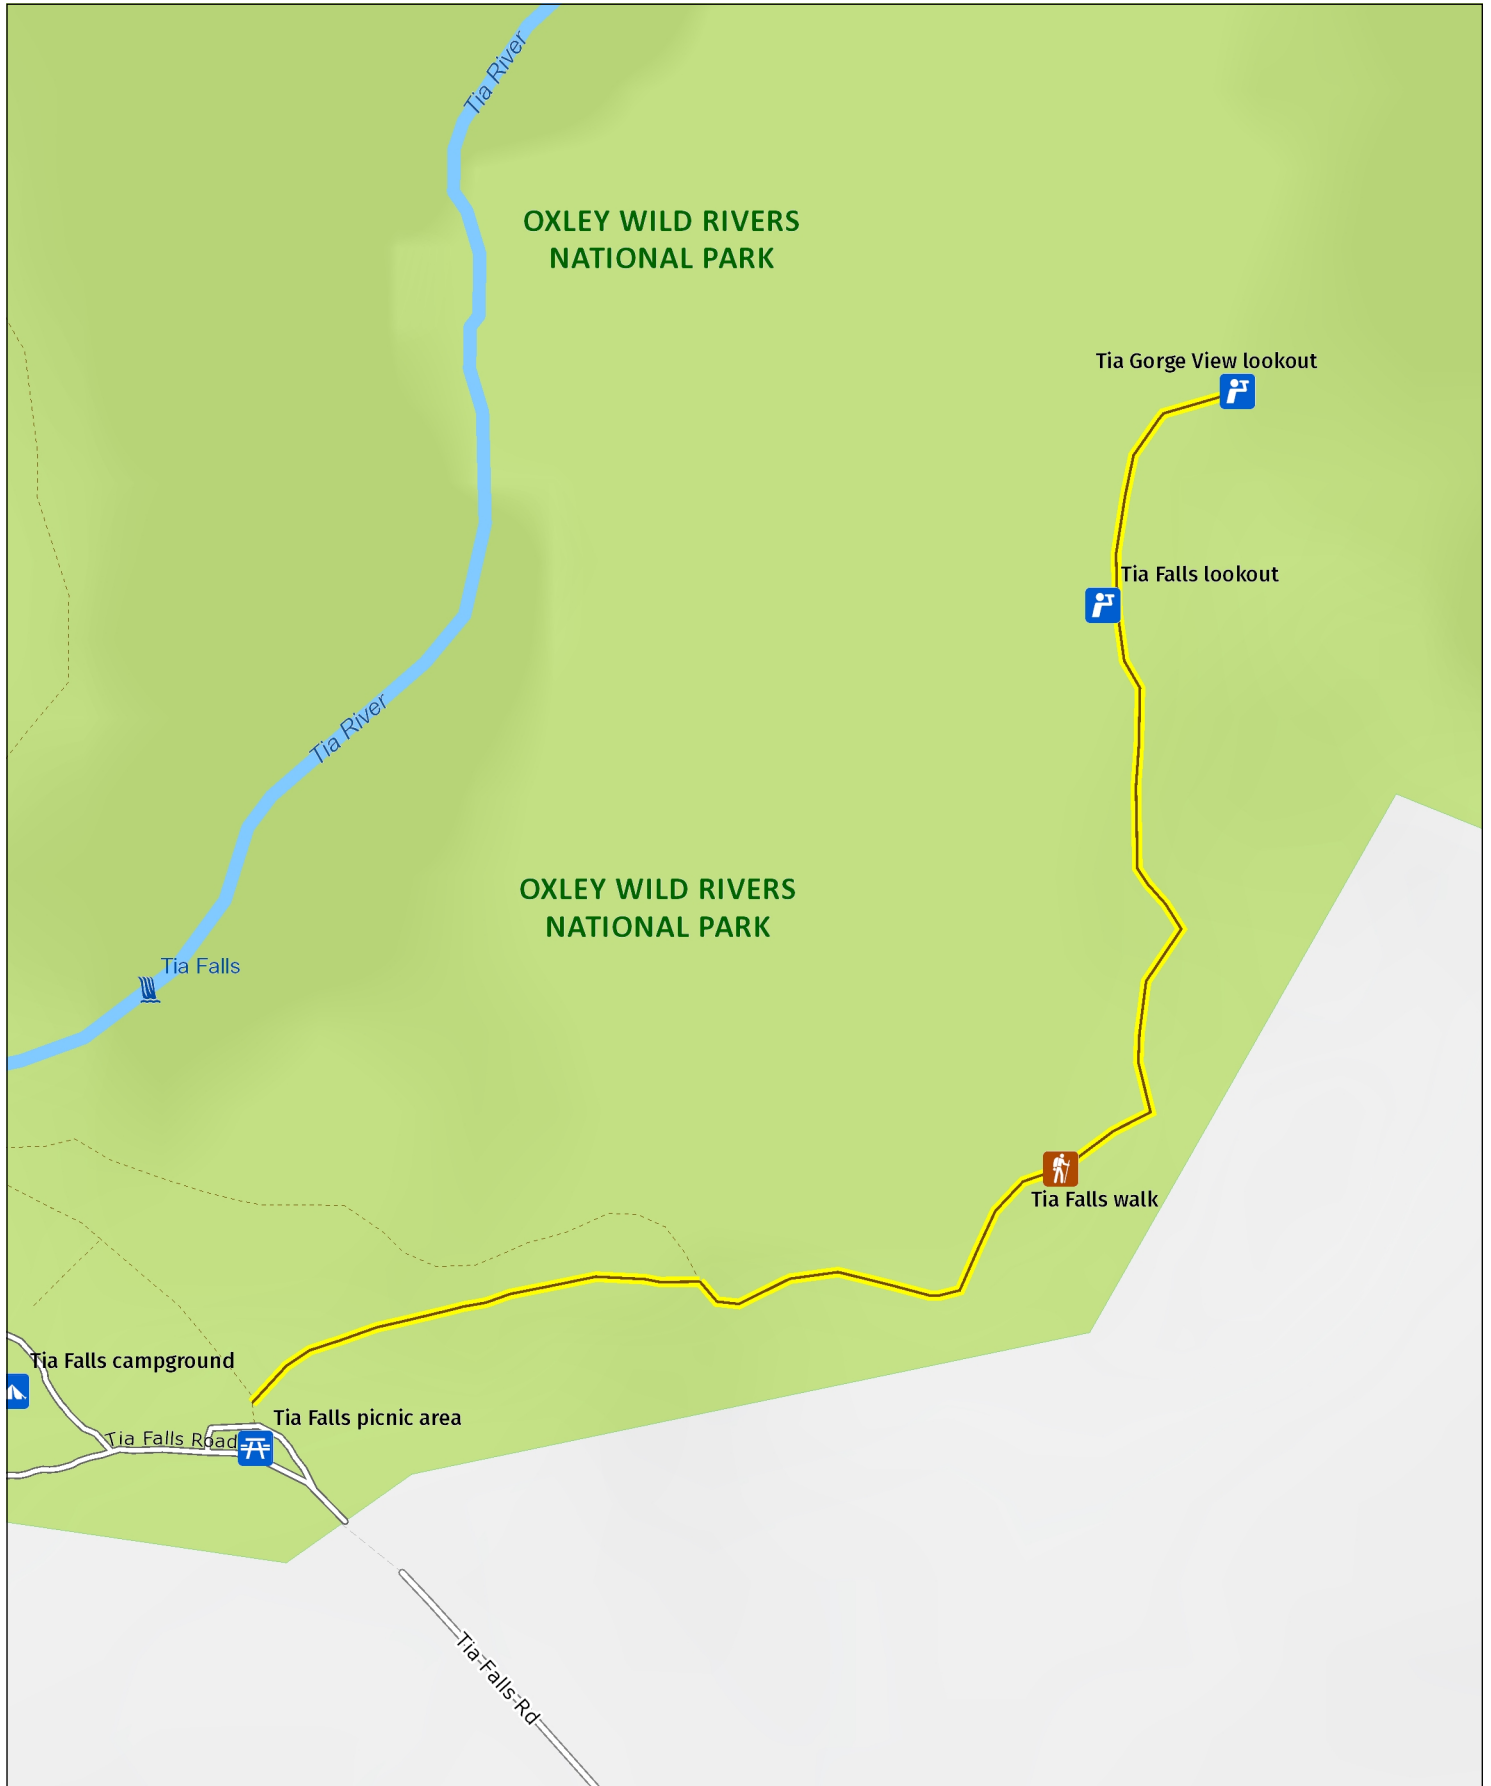 Tia River
OXLEY WILD RIVERS
NATIONAL PARK
Tia Gorge View lookout
Tia Falls lookout
Tia River
OXLEY WILD RIVERS
NATIONAL PARK
Tia Falls
Tia Falls walk
Tia Falls campground
Tia Falls picnic area
Tia Falls Road
Tia-Falls-Rd